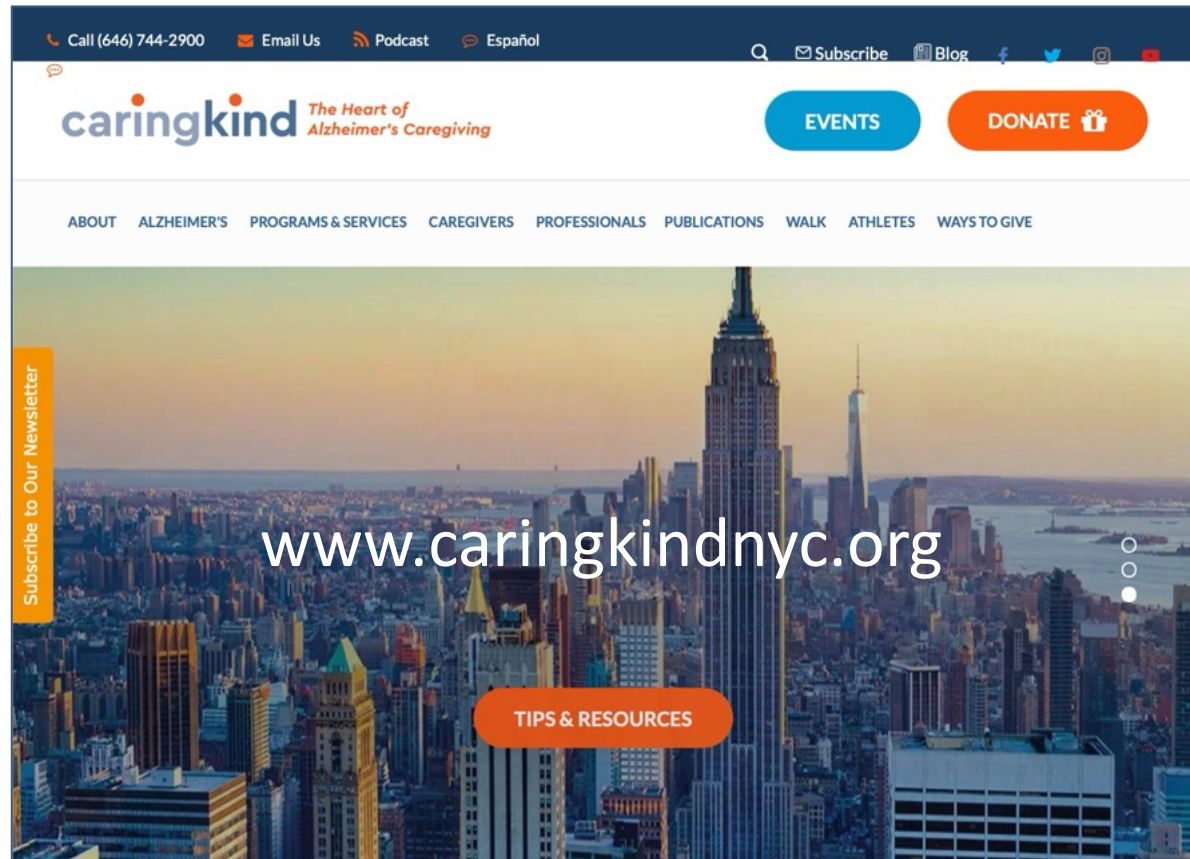 Call (646) 744-2900 Email Us Podcast Español
Subscribe Blog
caringkind The Heart of
Alzheimer's Caregiving
EVENTS DONATE
ABOUT ALZHEIMER'S PROGRAMS & SERVICES CAREGIVERS PROFESSIONALS PUBLICATIONS WALK ATHLETES WAYS TO GIVE
Subscribe to Our Newsletter
www.caringkindnyc.org
TIPS & RESOURCES